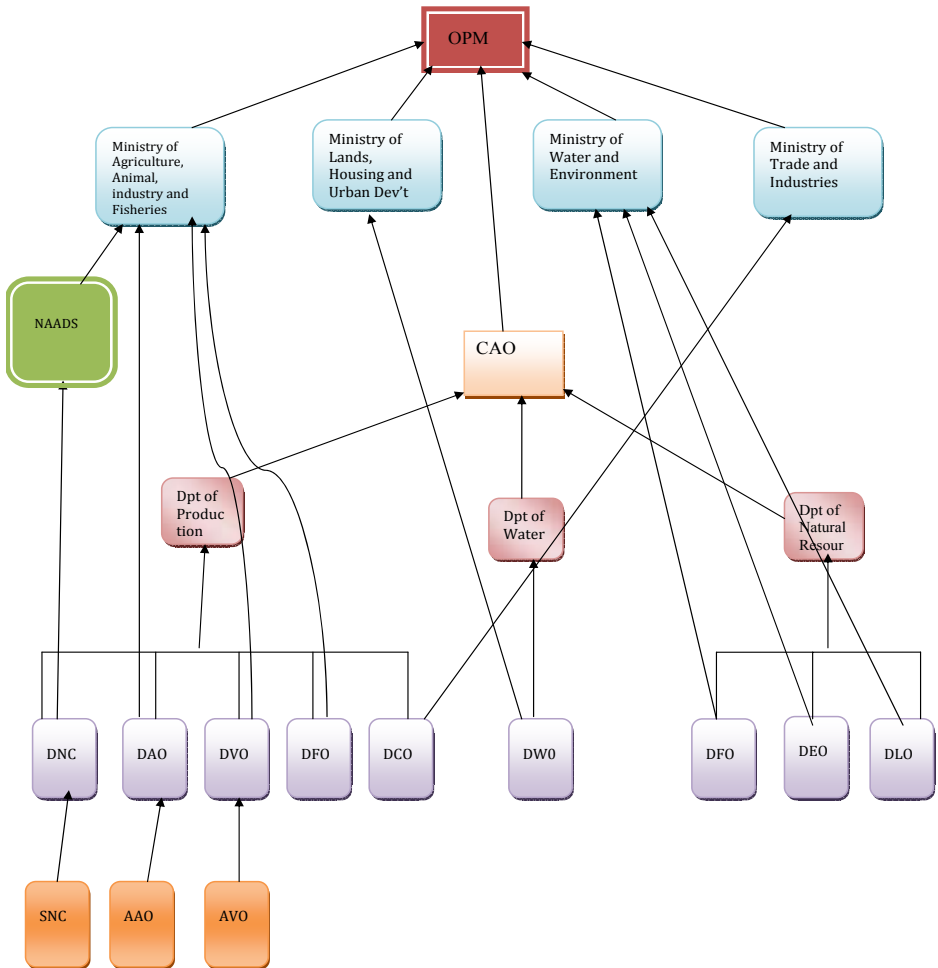 OPM
Ministry of
Agriculture,
Animal,
industry and
Fisheries
Ministry of
Lands,
Housing and
Urban Dev't
Ministry of
Water and
Environment
Ministry of
Trade and
Industries
NAADS
CAO
Dpt of
Produc
tion
Dpt of
Water
Dpt of
Natural
Resour
DNC
DAO
DVO
DFO
DCO
DW0
DFO
DEO
DLO
SNC
AAO
AVO